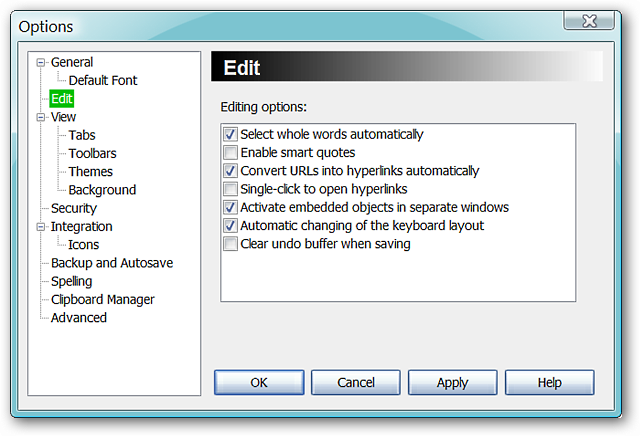 Options
General
Default Font
Edit
View
Tabs
Toolbars
Themes
Background
Security
Integration
Icons
Backup and Autosave
Spelling
Clipboard Manager
Advanced
Edit
Editing options:
Select whole words automatically
Enable smart quotes
Convert URLs into hyperlinks automatically
Single-click to open hyperlinks
Activate embedded objects in separate windows
Automatic changing of the keyboard layout
Clear undo buffer when saving
OK Cancel Apply Help